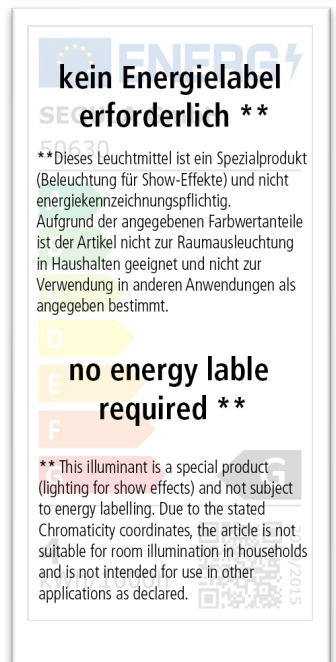 ENERG
kein Energielabel
erforderlich **
50630
**Dieses Leuchtmittel ist ein Spezialprodukt
(Beleuchtung für Show-Effekte) und nicht
energiekennzeichnungspflichtig.
Aufgrund der angegebenen Farbwertanteile
ist der Artikel nicht zur Raumausleuchtung
in Haushalten geeignet und nicht zur
Verwendung in anderen Anwendungen als
angegeben bestimmt.
D
no energy lable
E
required **
F
** This illuminant is a special product
G
(lighting for show effects) and not subject
to energy labelling. Due to the stated
Chromaticity coordinates, the article is not
suitable for room illumination in households
and is not intended for use in other
kWh/1000h
applications as declared.